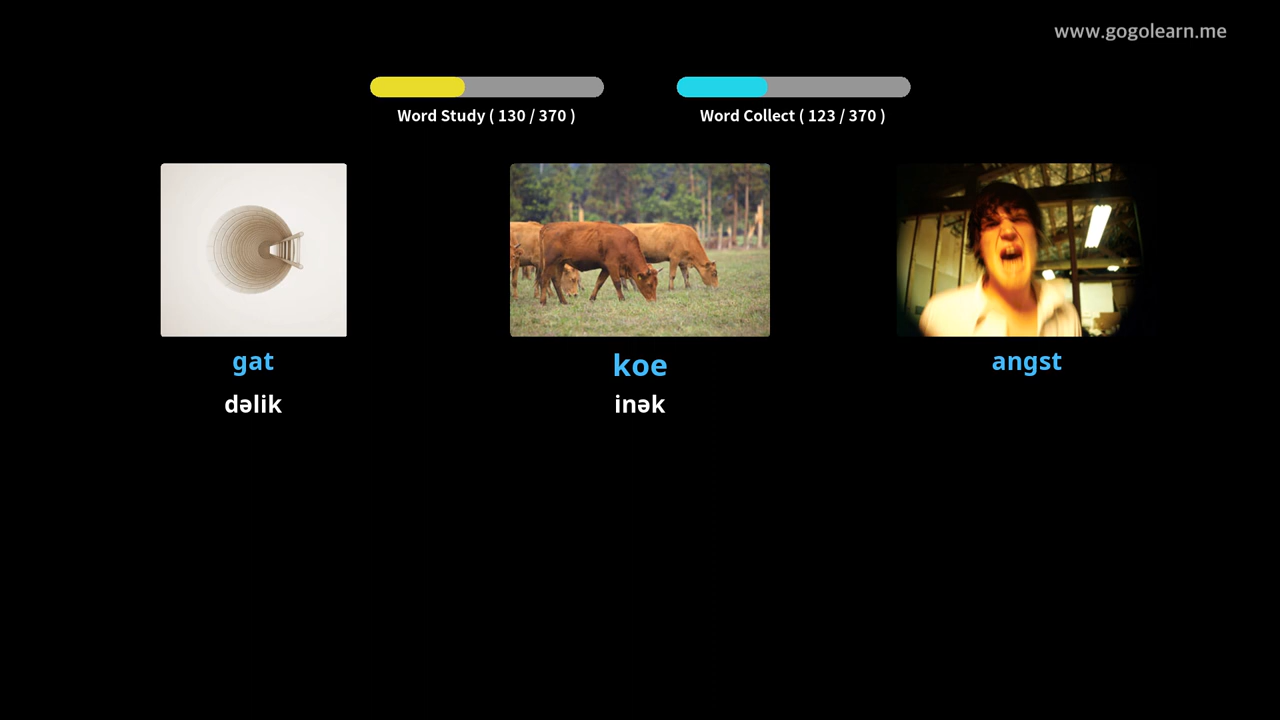 www.gogolearn.me
Word Study ( 130 / 370 )
Word Collect ( 123 / 370 )
gat
koe
angst
dəlik
inək